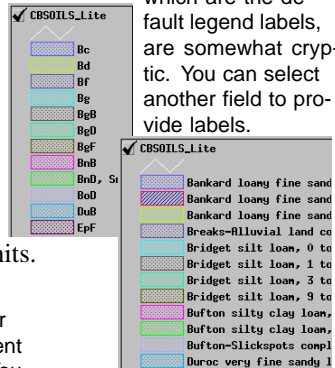 which are the de-
fault legend labels,
are somewhat cryp-
tic. You can select
another field to pro-
vide labels.
CBSOILS_Lite
Bc
Bd
Bf
Bg
BgB
BgD
BgF
BnB
BnD, Sr
BoD
DuB
EpF
CBSOILS_Lite
Bankard loamy fine sand
Bankard loamy fine sand
Bankard loamy fine sand
Breaks-Alluvial land co
Bridget silt loam, 0 to
Bridget silt loam, 1 to
Bridget silt loam, 3 to
Bridget silt loam, 9 to
Bufton silty clay loam,
Bufton silty clay loam,
Bufton-Slickspots compl
Duroc very fine sandy l
nits.
r
ent